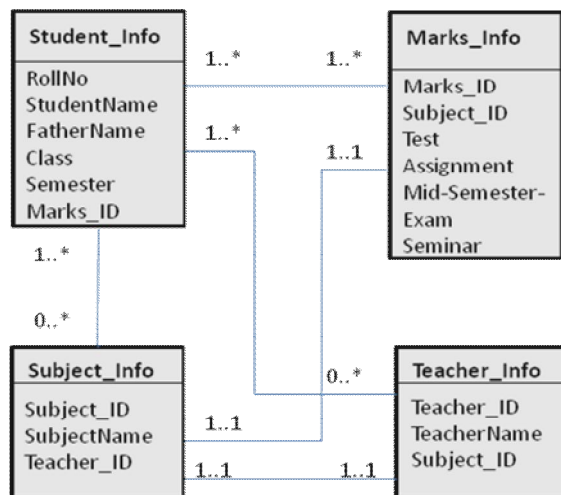 Student_Info
RollNo
StudentName
FatherName
Class
Semester
Marks_ID
1..*
1..*
1..*
1..1
Marks_Info
Marks_ID
Subject_ID
Test
Assignment
Mid-Semester-
Exam
Seminar
1..*
0..*
Subject_Info
Subject_ID
SubjectName
Teacher_ID
0..*
1..1
1..1
1..1
Teacher_Info
Teacher_ID
TeacherName
Subject_ID